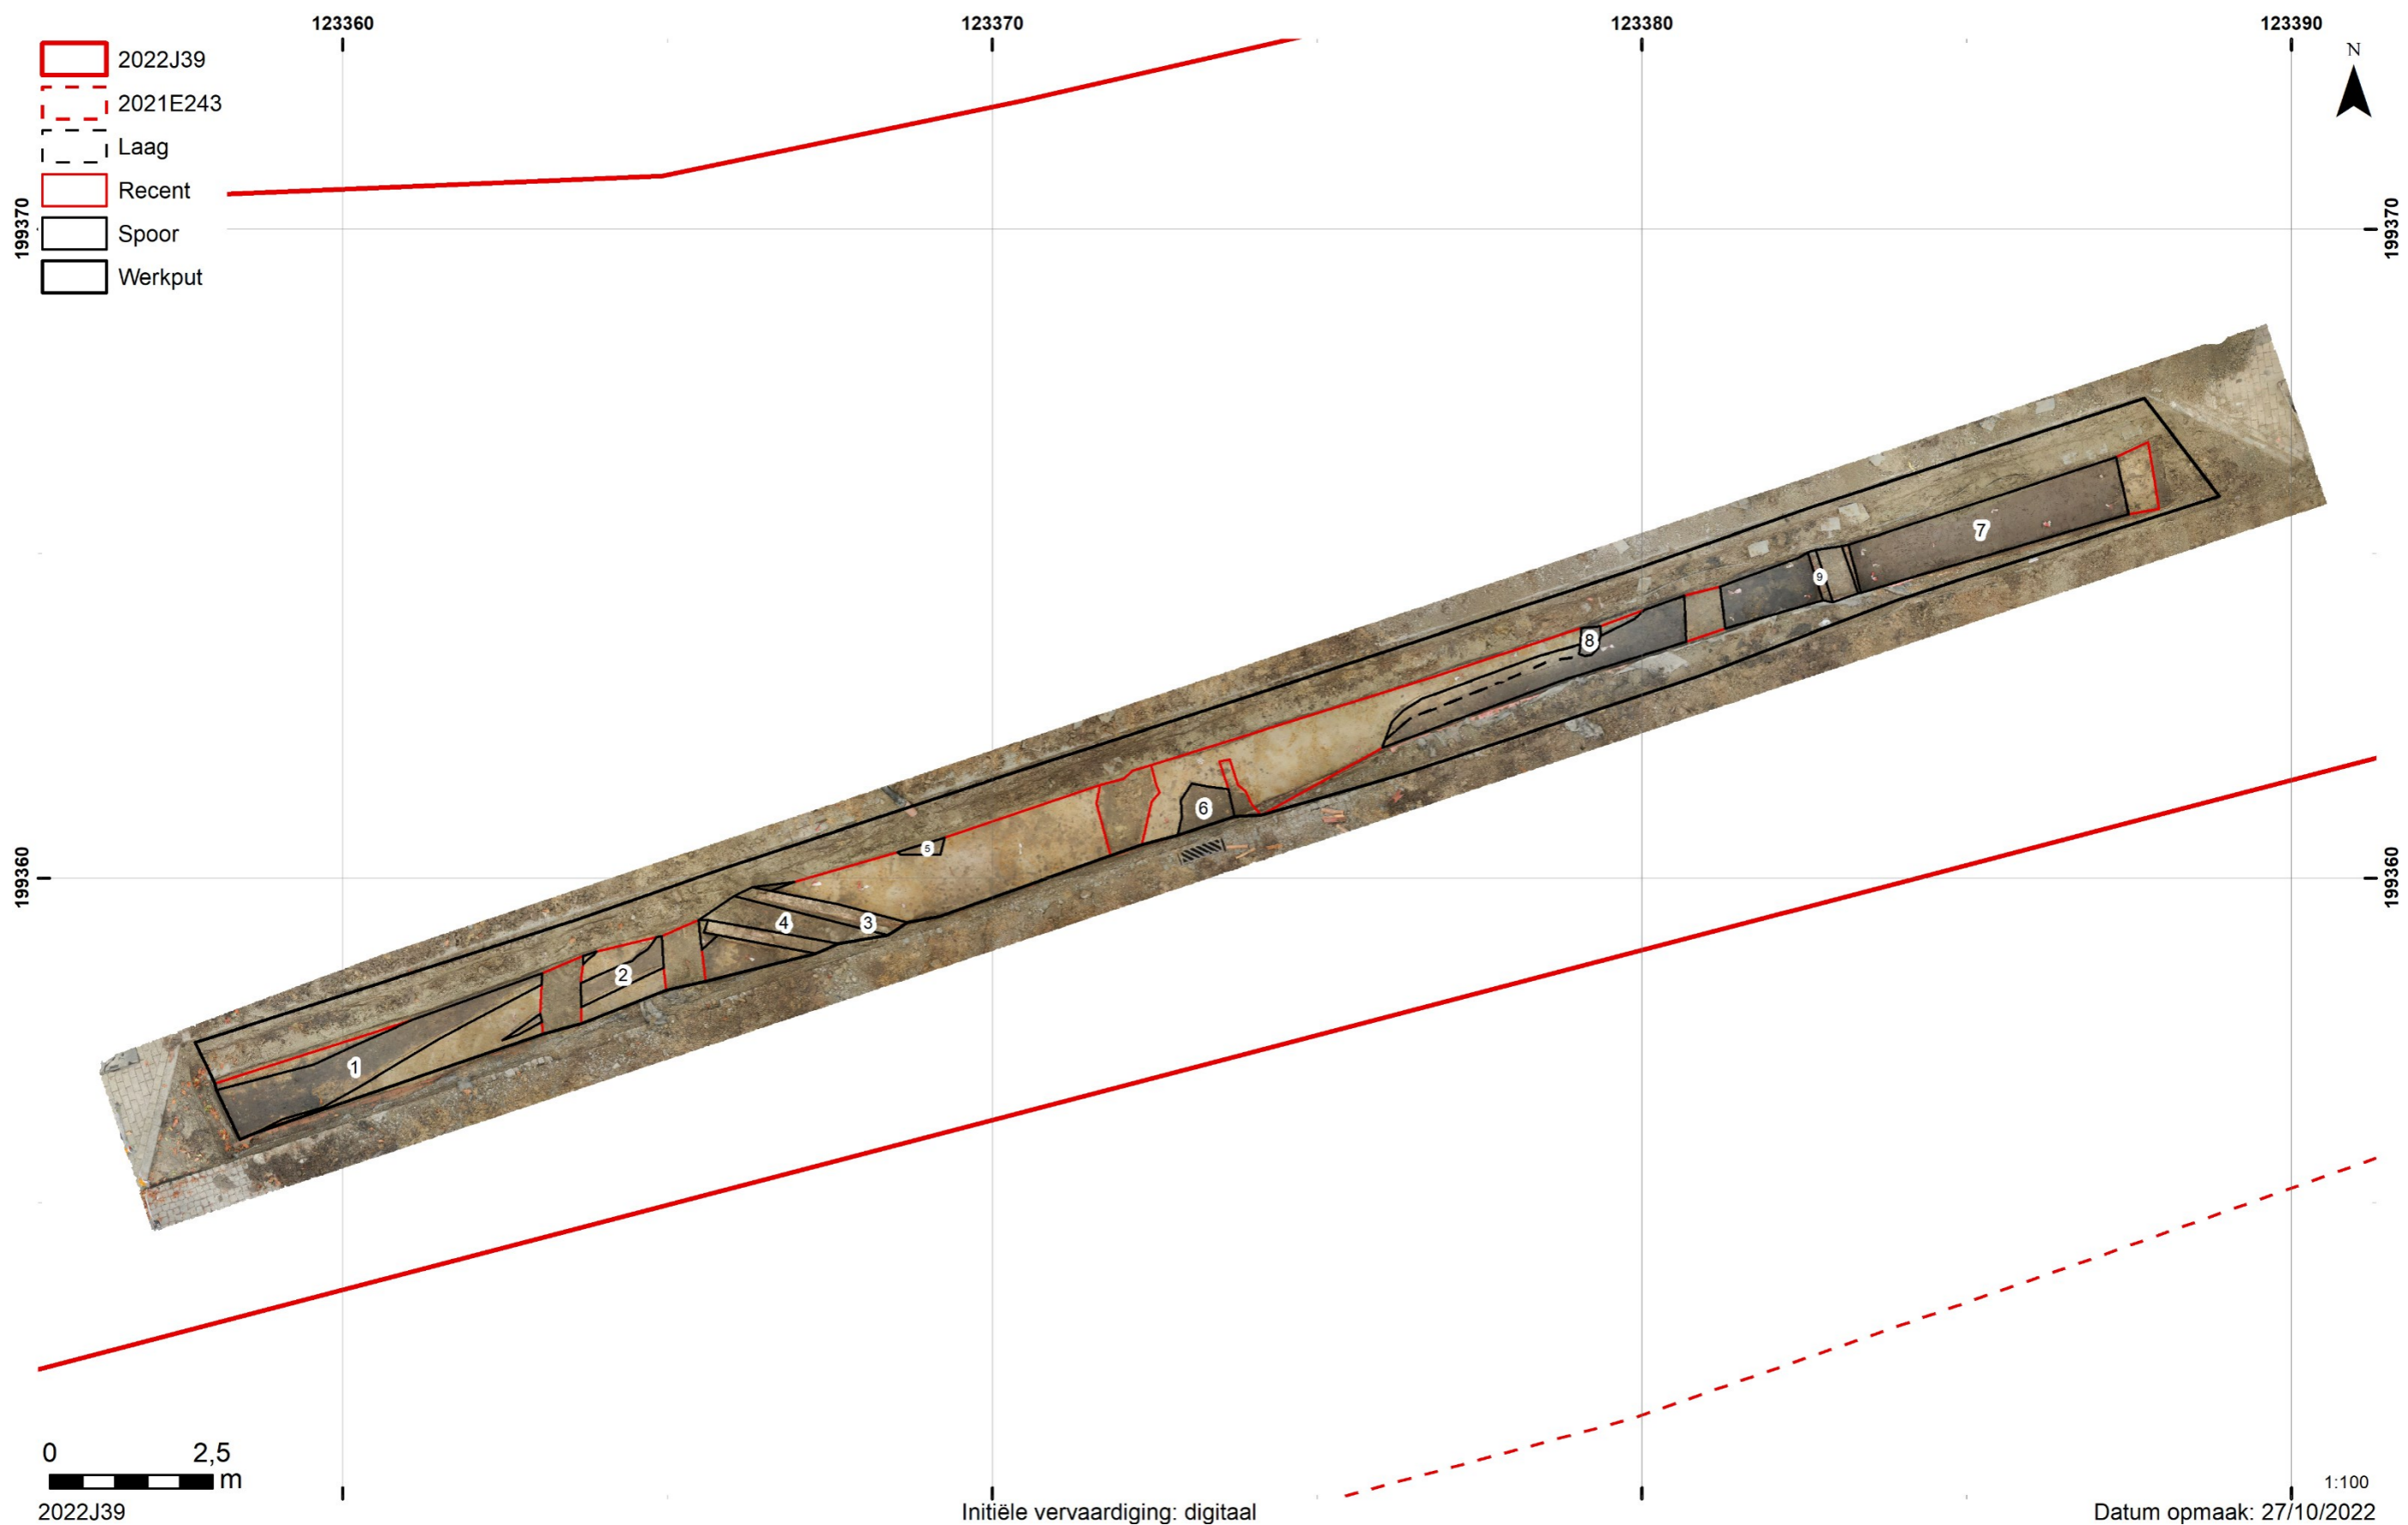 123360
123370
123380
123390
N
2022J39
2021E243
Laag
Recent
Spoor
Werkput
199370
199370
7
9
8
6
5
199360
199360
4
3
2
1
0
2,5
m
1:100
2022J39
Initiële vervaardiging: digitaal
Datum opmaak: 27/10/2022